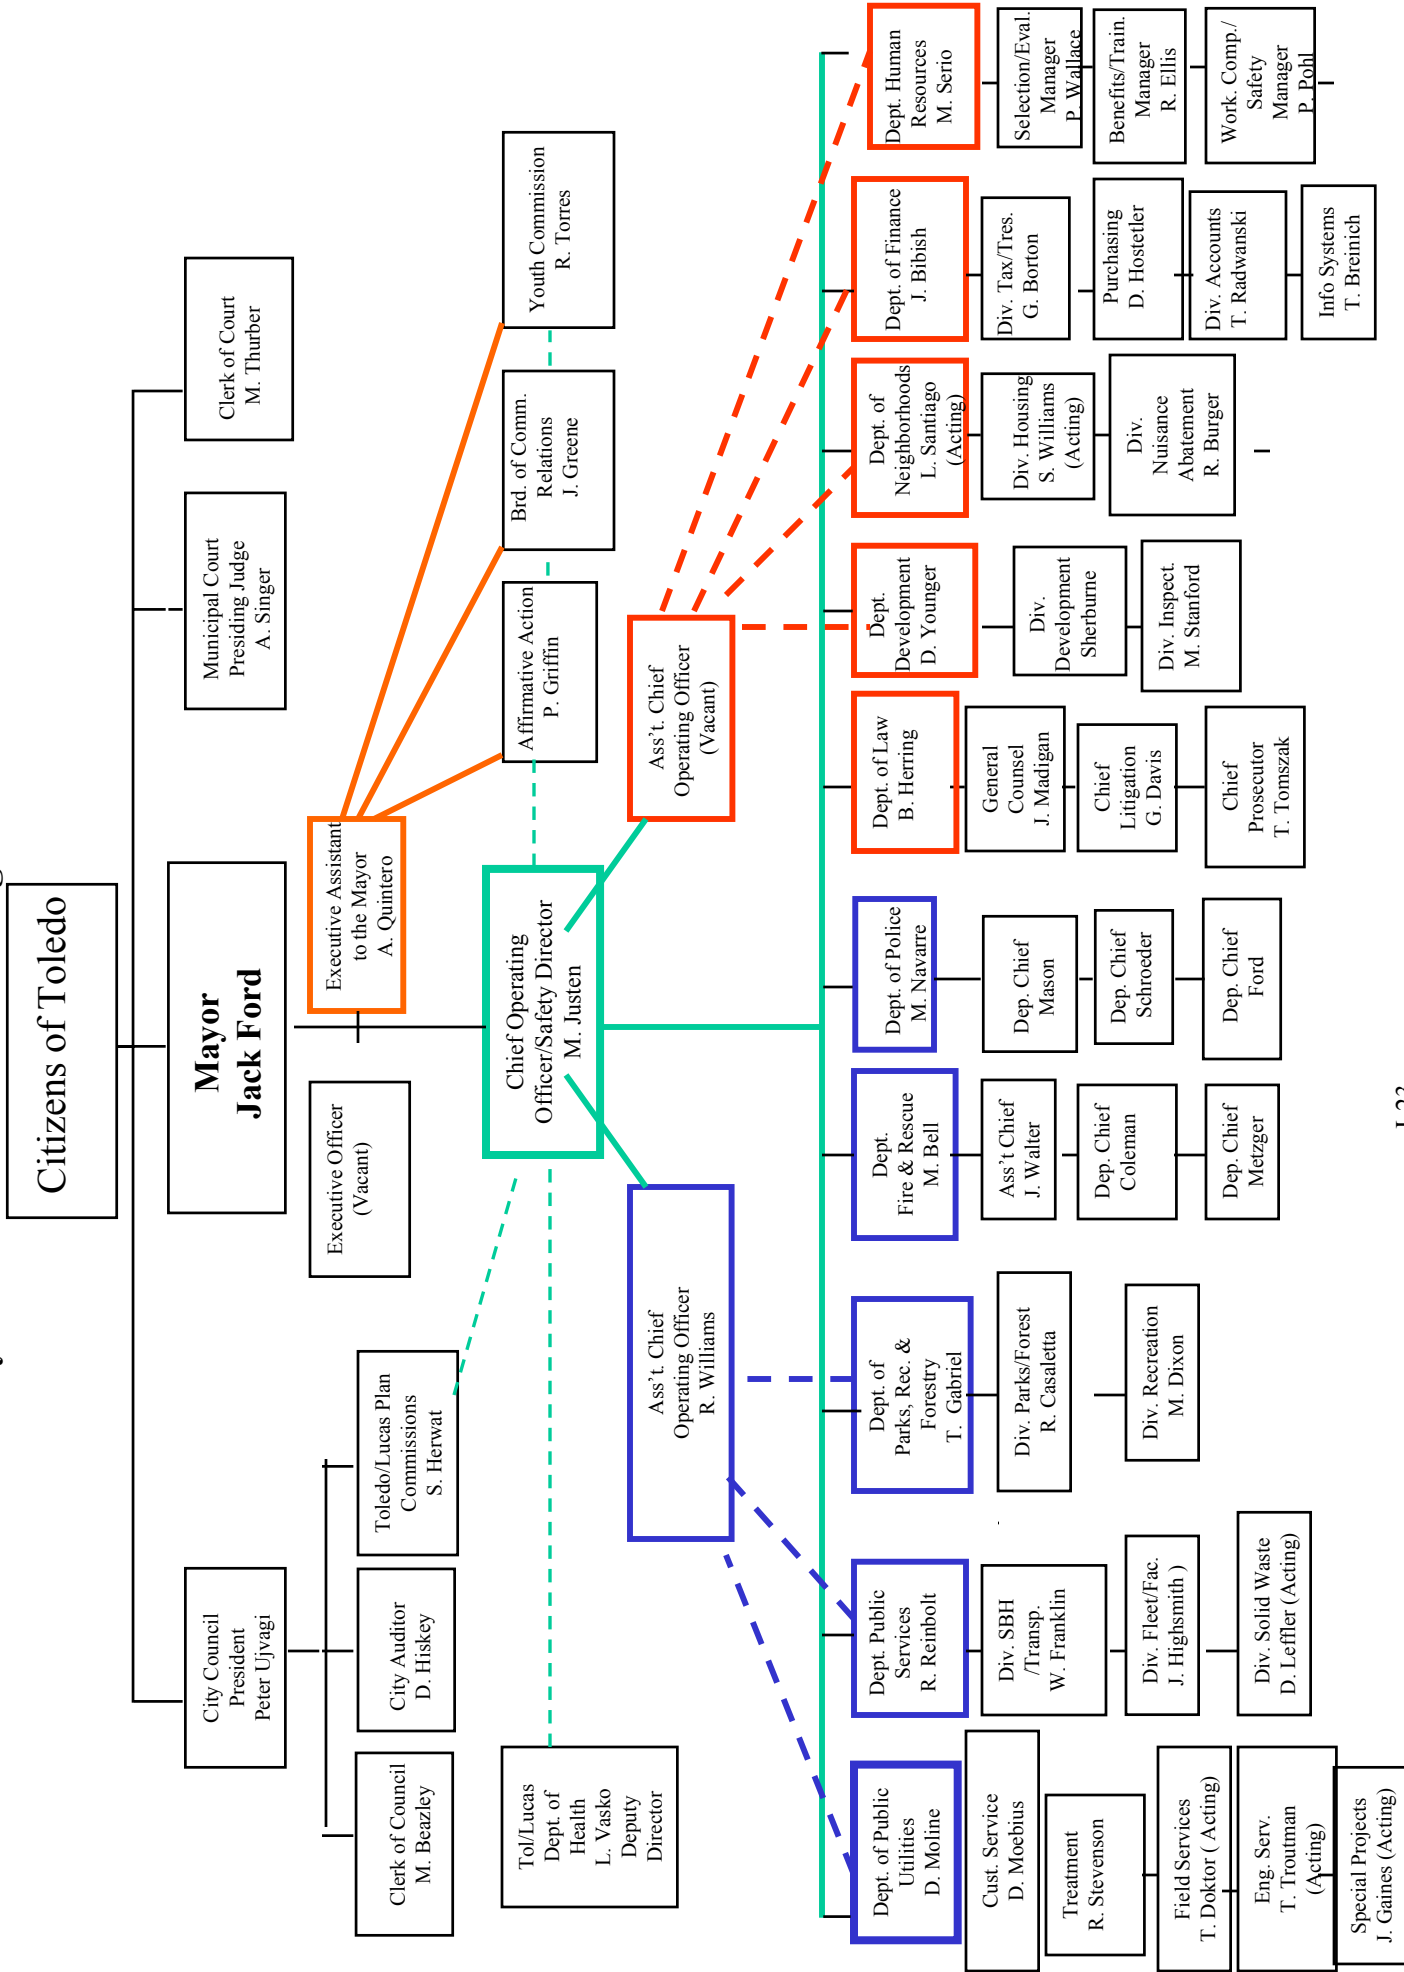 Citizens of Toledo
City Council
President
Peter Ujvagi
Mayor
Jack Ford
Municipal Court
Presiding Judge
A. Singer
Clerk of Court
M. Thurber
Clerk of Council
M. Beazley
City Auditor
D. Hiskey
Toledo/Lucas Plan
Commissions
S. Herwat
Executive Officer
(Vacant)
Executive Assistant
to the Mayor
A. Quintero
Tol/Lucas
Dept. of
Health
L. Vasko
Deputy
Director
Chief Operating
Officer/Safety Director
M. Justen
Affirmative Action
P. Griffin
Brd. of Comm.
Relations
J. Greene
Youth Commission
R. Torres
Ass't. Chief
Operating Officer
R. Williams
Ass't. Chief
Operating Officer
(Vacant)
Dept. of Public
Utilities
D. Moline
Cust. Service
D. Moebius
Treatment
R. Stevenson
Field Services
T. Doktor ( Acting)
Eng. Serv.
T. Troutman
(Acting)
Special Projects
J. Gaines (Acting)
Dept. Public
Services
R. Reinbolt
Div. SBH
/Transp.
W. Franklin
Div. Fleet/Fac.
J. Highsmith )
Div. Solid Waste
D. Leffler (Acting)
Dept. of
Parks, Rec. &
Forestry
T. Gabriel
Div. Parks/Forest
R. Casaletta
Div. Recreation
M. Dixon
Dept.
Fire & Rescue
M. Bell
Ass't Chief
J. Walter
Dep. Chief
Coleman
Dep. Chief
Metzger
Dept. of Police
M. Navarre
Dep. Chief
Mason
Dep. Chief
Schroeder
Dep. Chief
Ford
Dept. of Law
B. Herring
General
Counsel
J. Madigan
Chief
Litigation
G. Davis
Chief
Prosecutor
T. Tomszak
Dept.
Development
D. Younger
Div.
Development
Sherburne
Div. Inspect.
M. Stanford
Dept. of
Neighborhoods
L. Santiago
(Acting)
Div. Housing
S. Williams
(Acting)
Div.
Nuisance
Abatement
R. Burger
Dept. of Finance
J. Bibish
Div. Tax/Tres.
G. Borton
Purchasing
D. Hostetler
Div. Accounts
T. Radwanski
Info Systems
T. Breinich
Dept. Human
Resources
M. Serio
Selection/Eval.
Manager
P. Wallace
Benefits/Train.
Manager
R. Ellis
Work. Comp./
Safety
Manager
P. Pohl